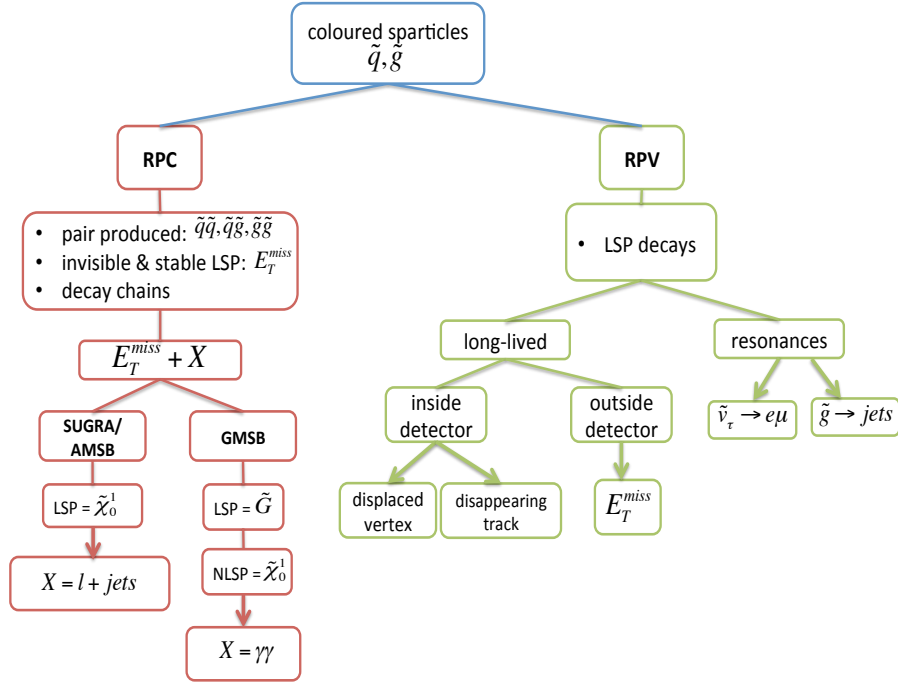 coloured sparticles
q̃, g̃
RPC
RPV
• pair produced: q̃q̃, q̃g̃, g̃g̃
• invisible & stable LSP: E_T^miss
• decay chains
• LSP decays
E_T^miss + X
long-lived
resonances
SUGRA/
AMSB
GMSB
inside
detector
outside
detector
ṽ_τ → eμ
g̃ → jets
LSP = χ̃_0^1
LSP = G̃
displaced
vertex
disappearing
track
E_T^miss
X = l + jets
NLSP = χ̃_0^1
X = γγ